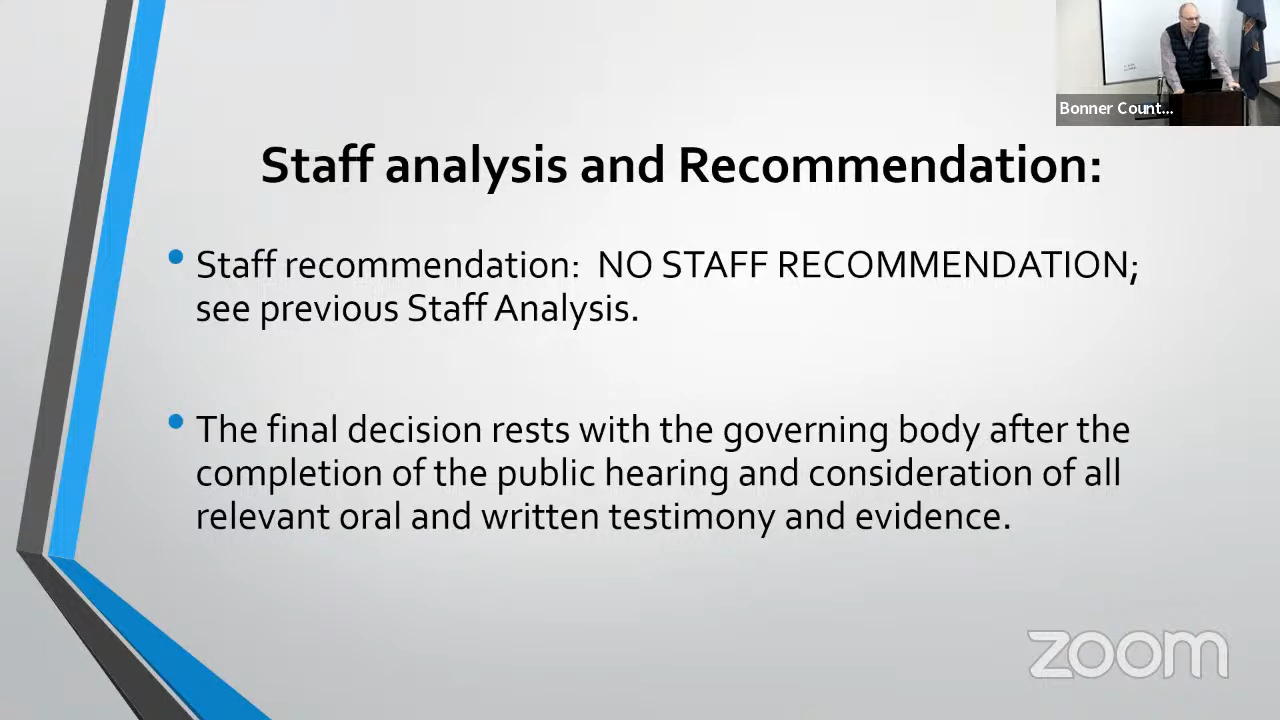 Bonner Count...
Staff analysis and Recommendation:
• Staff recommendation:  NO STAFF RECOMMENDATION;
see previous Staff Analysis.
• The final decision rests with the governing body after the
completion of the public hearing and consideration of all
relevant oral and written testimony and evidence.
zoom